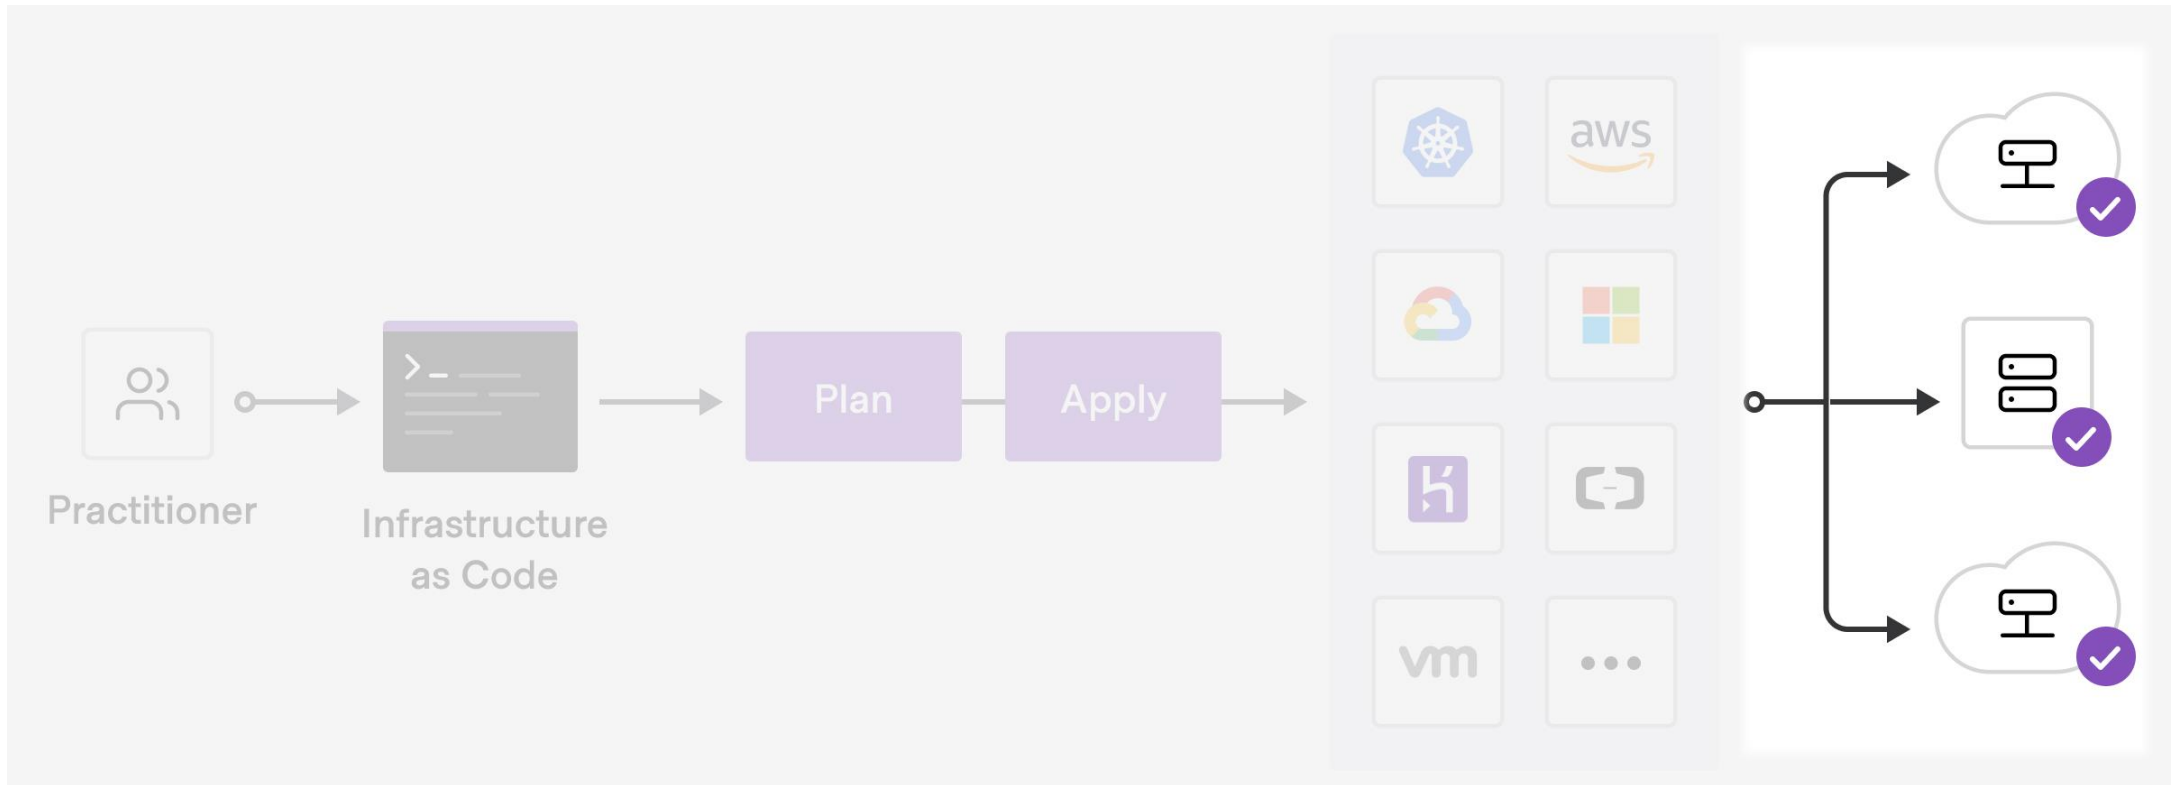 Practitioner
Infrastructure
as Code
Plan
Apply
aws
vm